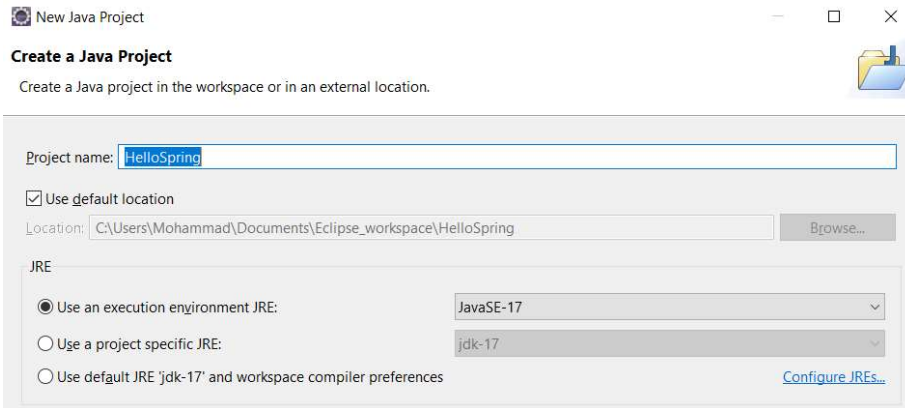 New Java Project
Create a Java Project
Create a Java project in the workspace or in an external location.
Project name: HelloSpring
Use default location
Location: C:\Users\Mohammad\Documents\Eclipse_workspace\HelloSpring Browse...
JRE
Use an execution environment JRE: JavaSE-17
Use a project specific JRE: jdk-17
Use default JRE 'jdk-17' and workspace compiler preferences Configure JREs...